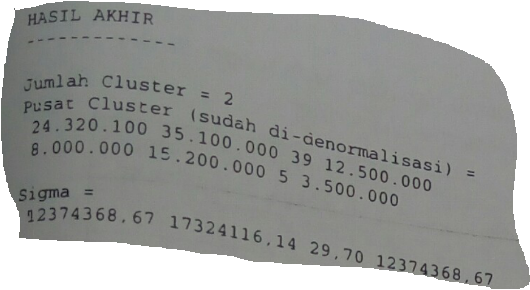 HASIL AKHIR
-------------
Jumlah Cluster = 2
Pusat Cluster (sudah di-denormalisasi) =
24.320.100 35.100.000 39 12.500.000
8.000.000 15.200.000 5 3.500.000
Sigma =
12374368,67 17324116,14 29,70 12374368,67